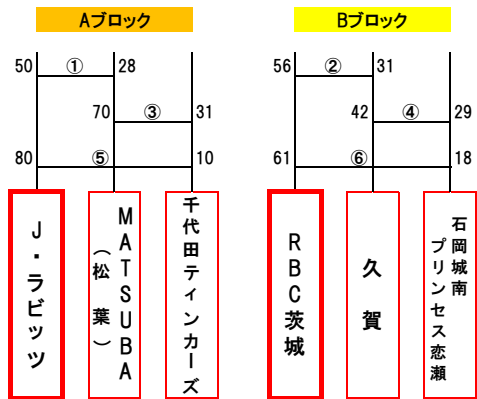 Aブロック
Bブロック
50 ① 28
56 ② 31
70 ③ 31
42 ④ 29
80 ⑤ 10
61 ⑥ 18
J・ラビッツ
MATSUBA
（松葉）
千代田ティンカーズ
RBC茨城
久賀
石岡城南
プリンセス恋瀬